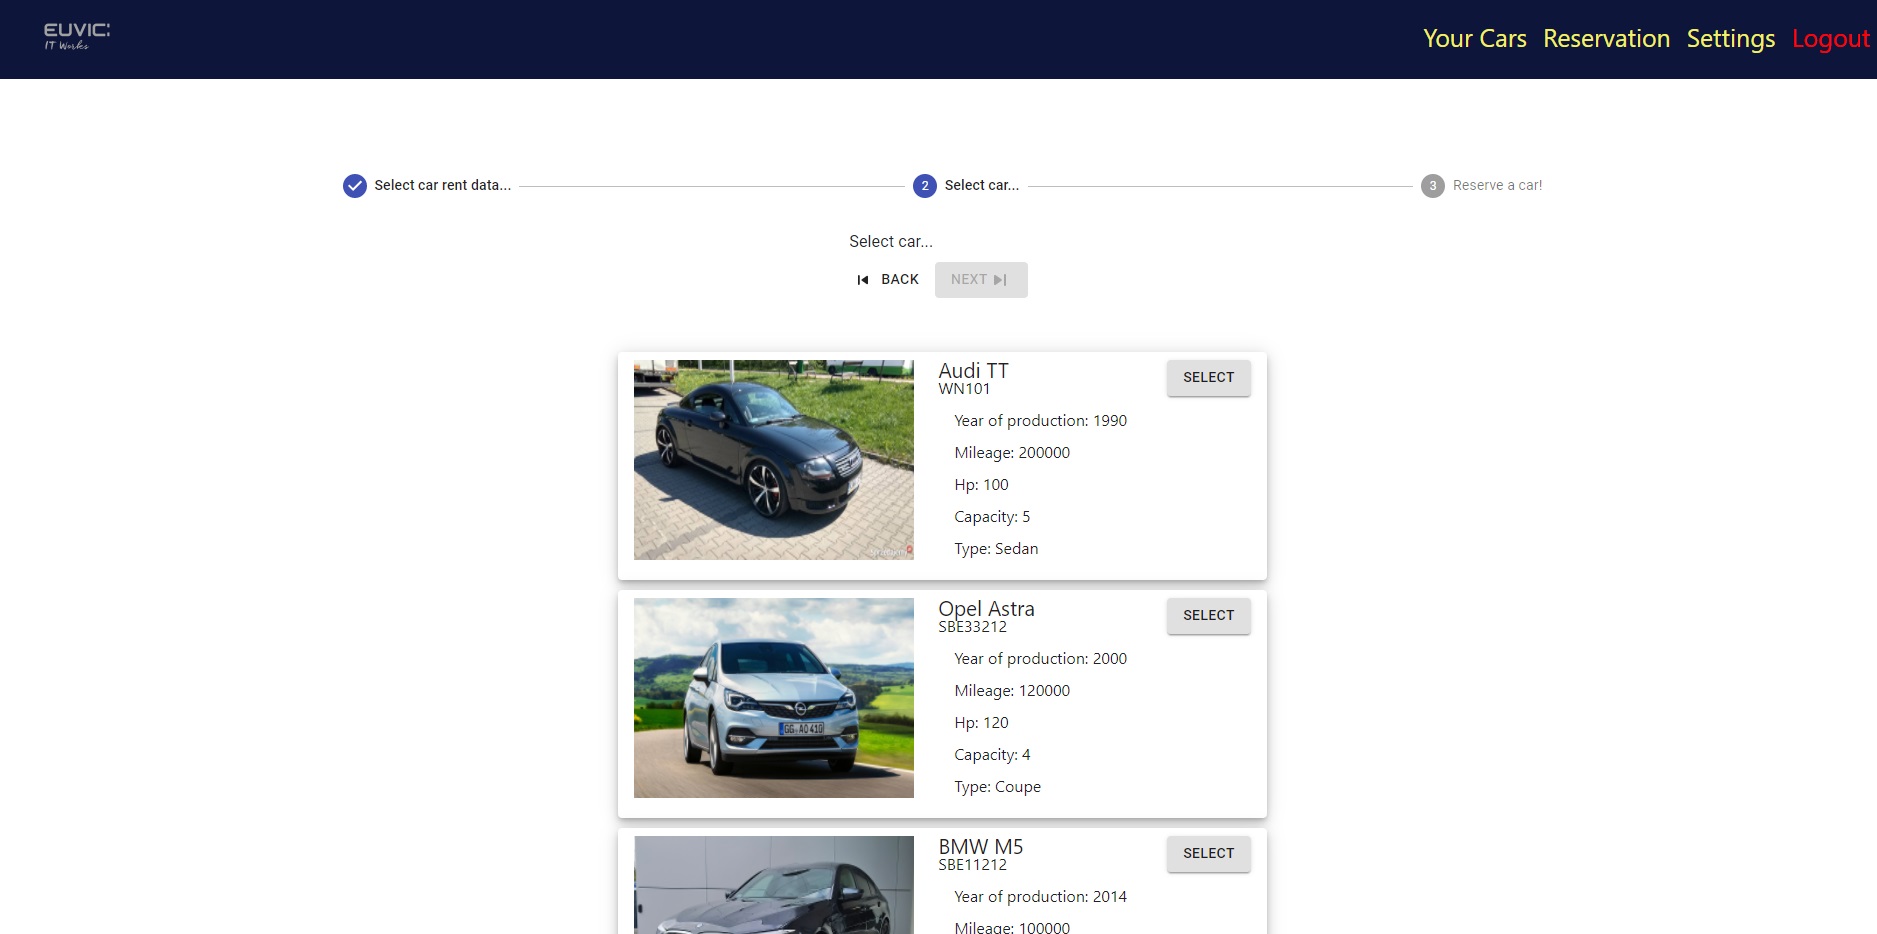 EUVIC
IT Works
Your Cars Reservation Settings Logout
Select car rent data...
2 Select car...
3 Reserve a car!
Select car...
BACK NEXT
Audi TT
SELECT
WN101
Year of production: 1990
Mileage: 200000
Hp: 100
Capacity: 5
Type: Sedan
Opel Astra
SELECT
SBE33212
Year of production: 2000
Mileage: 120000
Hp: 120
Capacity: 4
Type: Coupe
GG-AO 410
BMW M5
SELECT
SBE11212
Year of production: 2014
Mileage: 100000